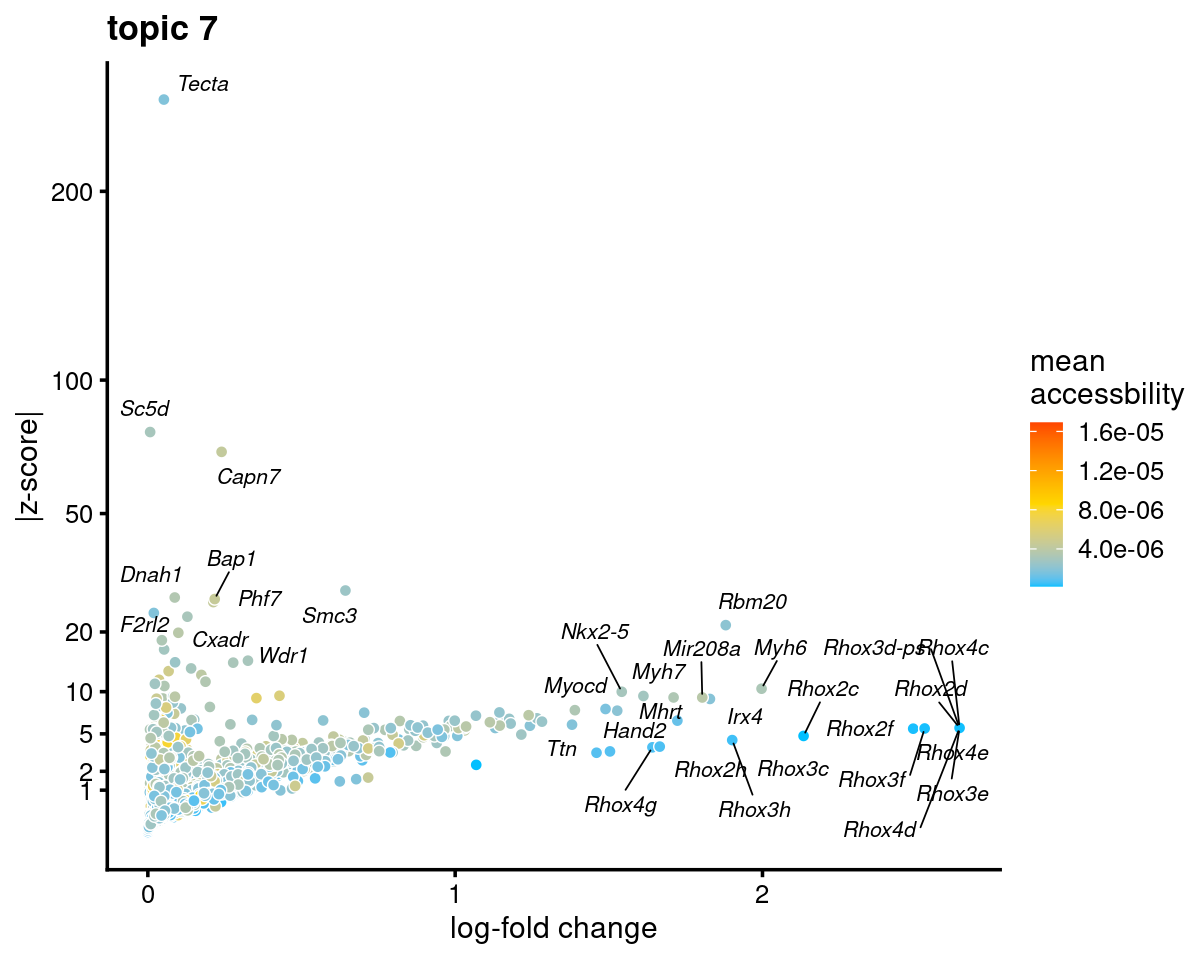 topic 7
Tecta
200
100
Sc5d
Capn7
50
Bap1
Dnah1
Phf7
Smc3
F2rl2
Cxadr
Wdr1
20
Rbm20
Nkx2-5
Mir208a
Myh6
Rhox3d-ps
Rhox4c
Myh7
Myocd
Rhox2c
Rhox2d
10
Mhrt
Irx4
Hand2
Rhox2f
5
Ttn
Rhox4e
Rhox2h
Rhox3c
Rhox3f
2
1
Rhox4g
Rhox3h
Rhox3e
Rhox4d
0
1
2
log-fold change
|z-score|
mean
accessbility
1.6e-05
1.2e-05
8.0e-06
4.0e-06